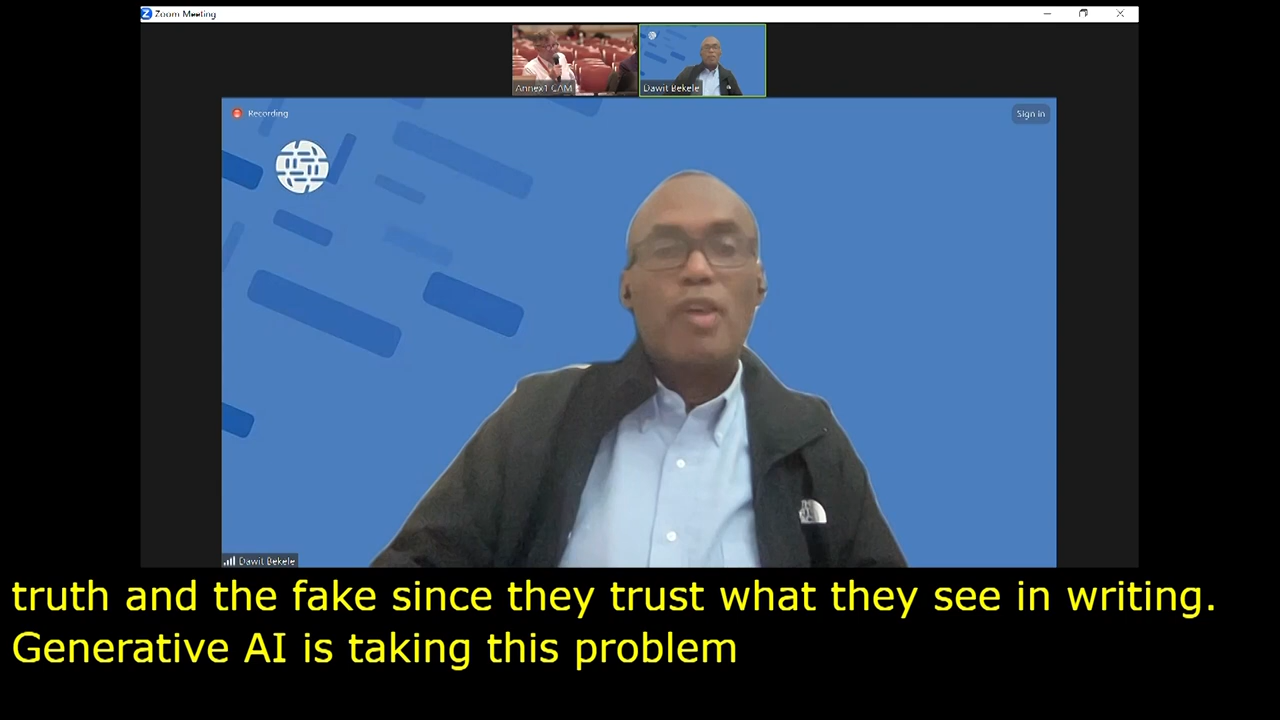 Zoom Meeting
Annex1 CAM
Dawit Bekele
Recording
Sign in
Dawit Bekele
truth and the fake since they trust what they see in writing.
Generative AI is taking this problem